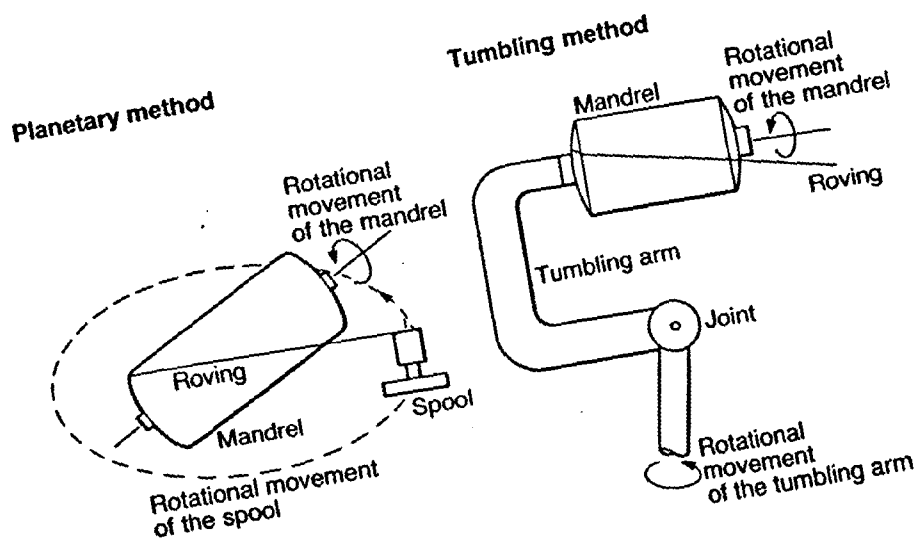 Planetary method
Rotational
movement
of the mandrel
Roving
Mandrel
Spool
Rotational movement
of the spool
Tumbling method
Mandrel
Rotational
movement
of the mandrel
Roving
Tumbling arm
Joint
Rotational
movement
of the tumbling arm